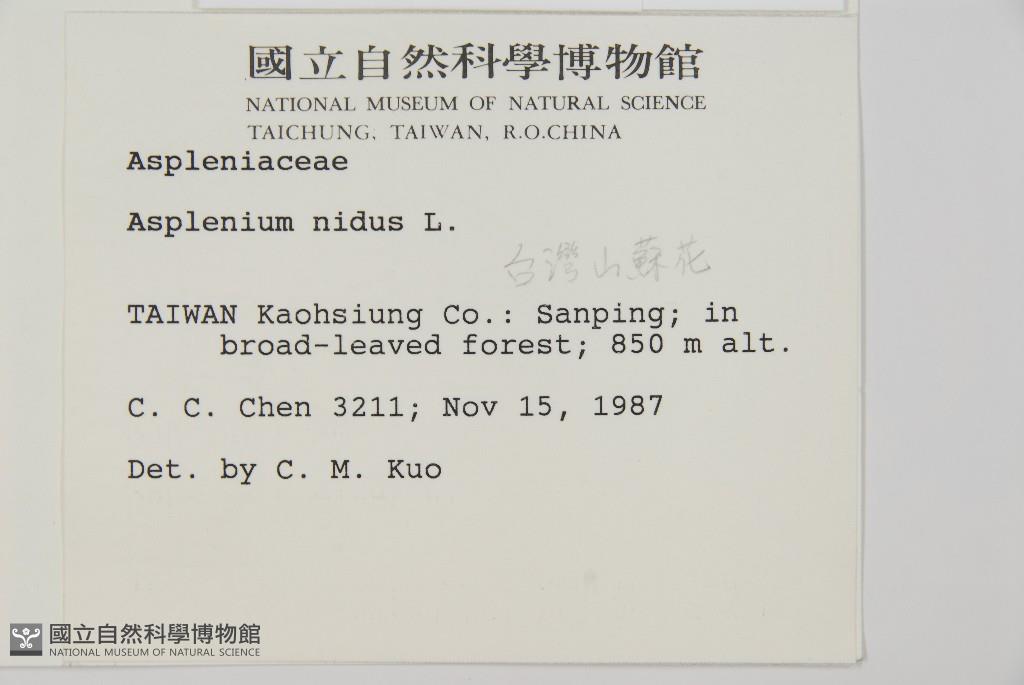 國立自然科學博物館
NATIONAL MUSEUM OF NATURAL SCIENCE
TAICHUNG, TAIWAN, R.O.CHINA
Aspleniaceae
Asplenium nidus L.
台灣山蘇花
TAIWAN Kaohsiung Co.: Sanping; in
broad-leaved forest; 850 m alt.
C. C. Chen 3211; Nov 15, 1987
Det. by C. M. Kuo
國立自然科學博物館
NATIONAL MUSEUM OF NATURAL SCIENCE